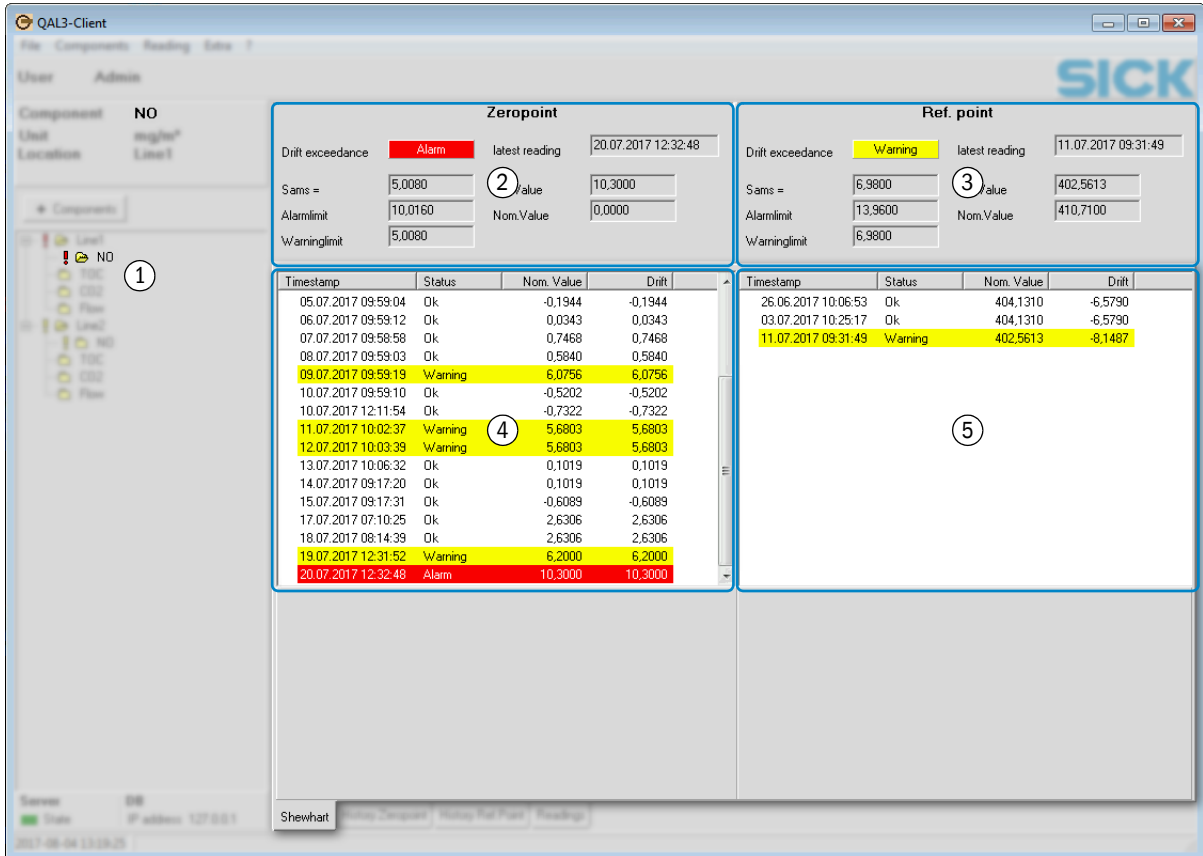 QAL3-Client
File Components Reading Extra ?
User Admin
SICK
Component NO
Unit mg/m³
Location Line1
+ Components
Line1
NO
TOC
CO2
Flow
Line2
NO
TOC
CO2
Flow
1
Zeropoint
Drift exceedance Alarm latest reading 20.07.2017 12:32:48
Sams = 5,0080 2 Value 10,3000
Alarmlimit 10,0160 Nom.Value 0,0000
Warninglimit 5,0080
Ref. point
Drift exceedance Warning latest reading 11.07.2017 09:31:49
Sams = 6,9800 3 Value 402,5613
Alarmlimit 13,9600 Nom.Value 410,7100
Warninglimit 6,9800
Timestamp Status Nom. Value Drift
05.07.2017 09:59:04 Ok -0,1944 -0,1944
06.07.2017 09:59:12 Ok 0,0343 0,0343
07.07.2017 09:58:58 Ok 0,7468 0,7468
08.07.2017 09:59:03 Ok 0,5840 0,5840
09.07.2017 09:59:19 Warning 6,0756 6,0756
10.07.2017 09:59:10 Ok -0,5202 -0,5202
10.07.2017 12:11:54 Ok -0,7322 -0,7322
11.07.2017 10:02:37 Warning 5,6803 5,6803
4
12.07.2017 10:03:39 Warning 5,6803 5,6803
13.07.2017 10:06:32 Ok 0,1019 0,1019
14.07.2017 09:17:20 Ok 0,1019 0,1019
15.07.2017 09:17:31 Ok -0,6089 -0,6089
17.07.2017 07:10:25 Ok 2,6306 2,6306
18.07.2017 08:14:39 Ok 2,6306 2,6306
19.07.2017 12:31:52 Warning 6,2000 6,2000
20.07.2017 12:32:48 Alarm 10,3000 10,3000
Timestamp Status Nom. Value Drift
26.06.2017 10:06:53 Ok 404,1310 -6,5790
03.07.2017 10:25:17 Ok 404,1310 -6,5790
11.07.2017 09:31:49 Warning 402,5613 -8,1487
5
Server DB
State IP address: 127.0.0.1
Shewhart History Zeropoint History Ref Point Readings
2017-08-04 13:19:25